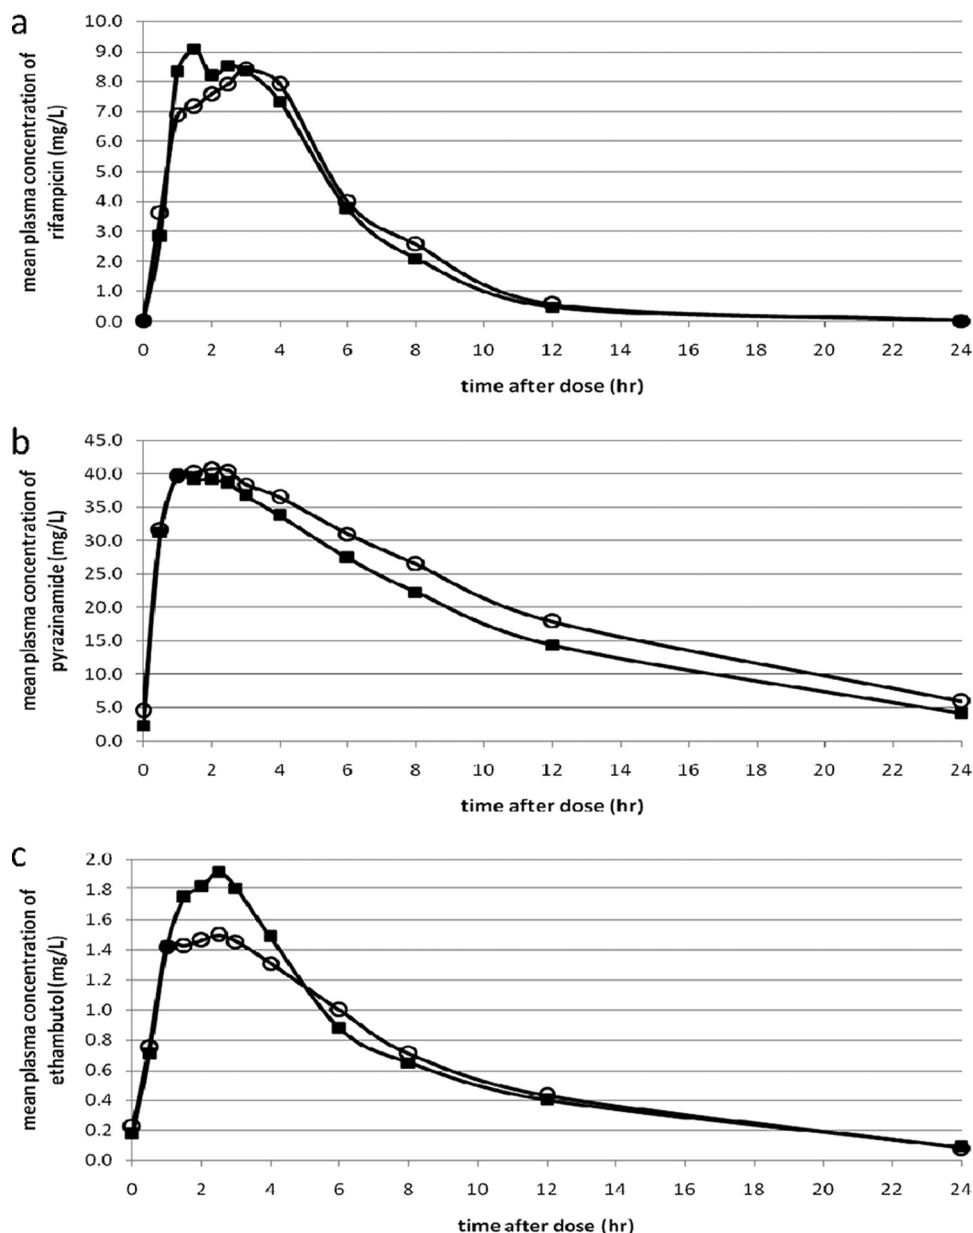 a
mean plasma concentration of
rifampicin (mg/L)
10.0
9.0
8.0
7.0
6.0
5.0
4.0
3.0
2.0
1.0
0.0
0 2 4 6 8 10 12 14 16 18 20 22 24
time after dose (hr)
b
mean plasma concentration of
pyrazinamide (mg/L)
45.0
40.0
35.0
30.0
25.0
20.0
15.0
10.0
5.0
0.0
0 2 4 6 8 10 12 14 16 18 20 22 24
time after dose (hr)
c
mean plasma concentration of
ethambutol (mg/L)
2.0
1.8
1.6
1.4
1.2
1.0
0.8
0.6
0.4
0.2
0.0
0 2 4 6 8 10 12 14 16 18 20 22 24
time after dose (hr)